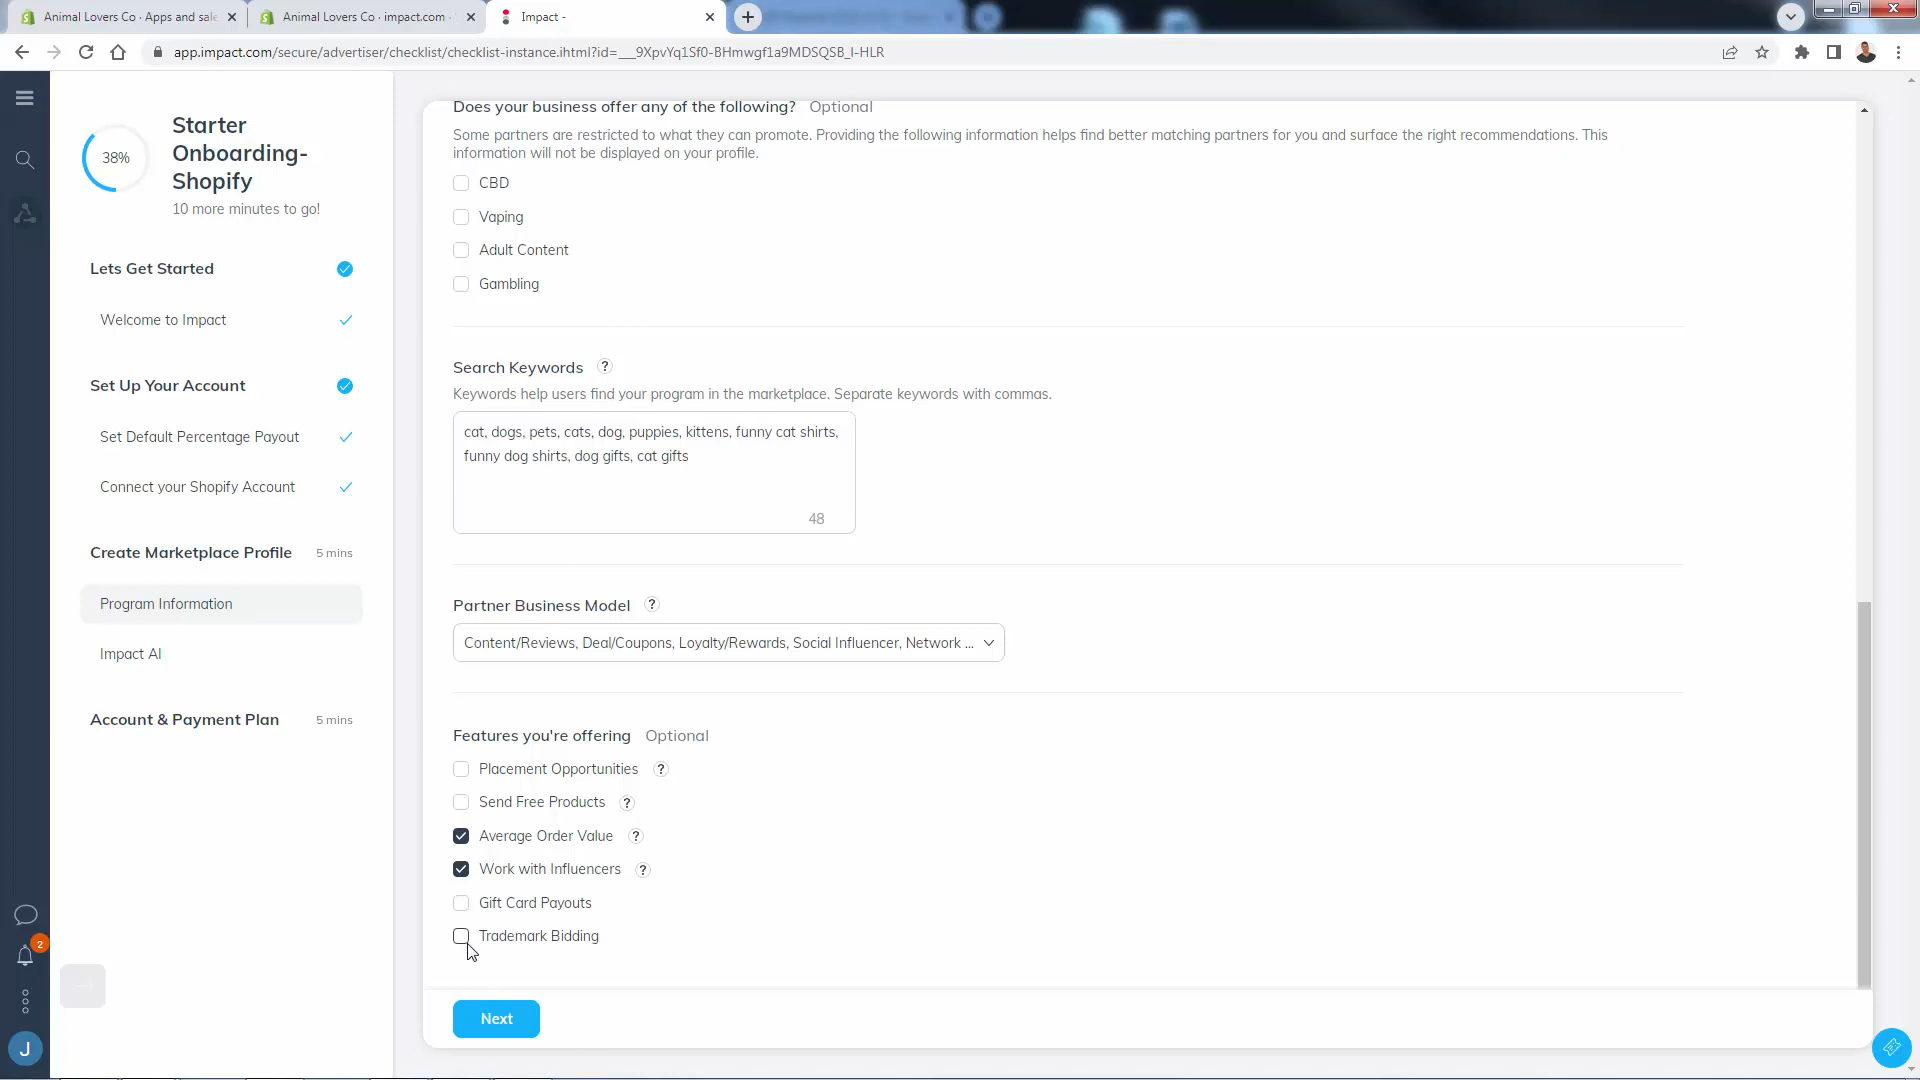 Animal Lovers Co · Apps and sale
Animal Lovers Co · impact.com ·
Impact -
app.impact.com/secure/advertiser/checklist/checklist-instance.ihtml?id=___9XpvYq1Sf0-BHmwgf1a9MDSQSB_I-HLR
38%
Starter
Onboarding-
Shopify
10 more minutes to go!
Lets Get Started
Welcome to Impact
Set Up Your Account
Set Default Percentage Payout
Connect your Shopify Account
Create Marketplace Profile 5 mins
Program Information
Impact AI
Account & Payment Plan 5 mins
2
J
Does your business offer any of the following? Optional
Some partners are restricted to what they can promote. Providing the following information helps find better matching partners for you and surface the right recommendations. This
information will not be displayed on your profile.
CBD
Vaping
Adult Content
Gambling
Search Keywords ?
Keywords help users find your program in the marketplace. Separate keywords with commas.
cat, dogs, pets, cats, dog, puppies, kittens, funny cat shirts,
funny dog shirts, dog gifts, cat gifts
48
Partner Business Model ?
Content/Reviews, Deal/Coupons, Loyalty/Rewards, Social Influencer, Network ...
Features you're offering Optional
Placement Opportunities ?
Send Free Products ?
Average Order Value ?
Work with Influencers ?
Gift Card Payouts
Trademark Bidding
Next